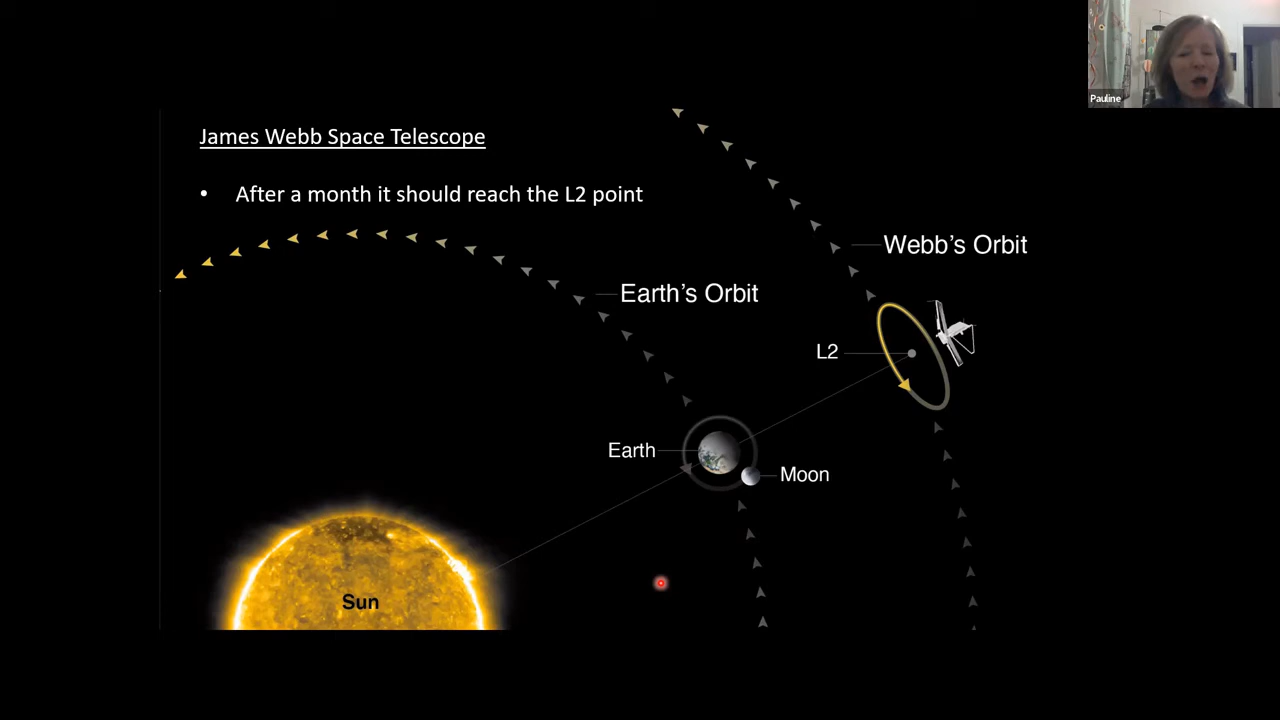 Pauline
James Webb Space Telescope
• After a month it should reach the L2 point
Webb's Orbit
Earth's Orbit
L2
Earth
Moon
Sun